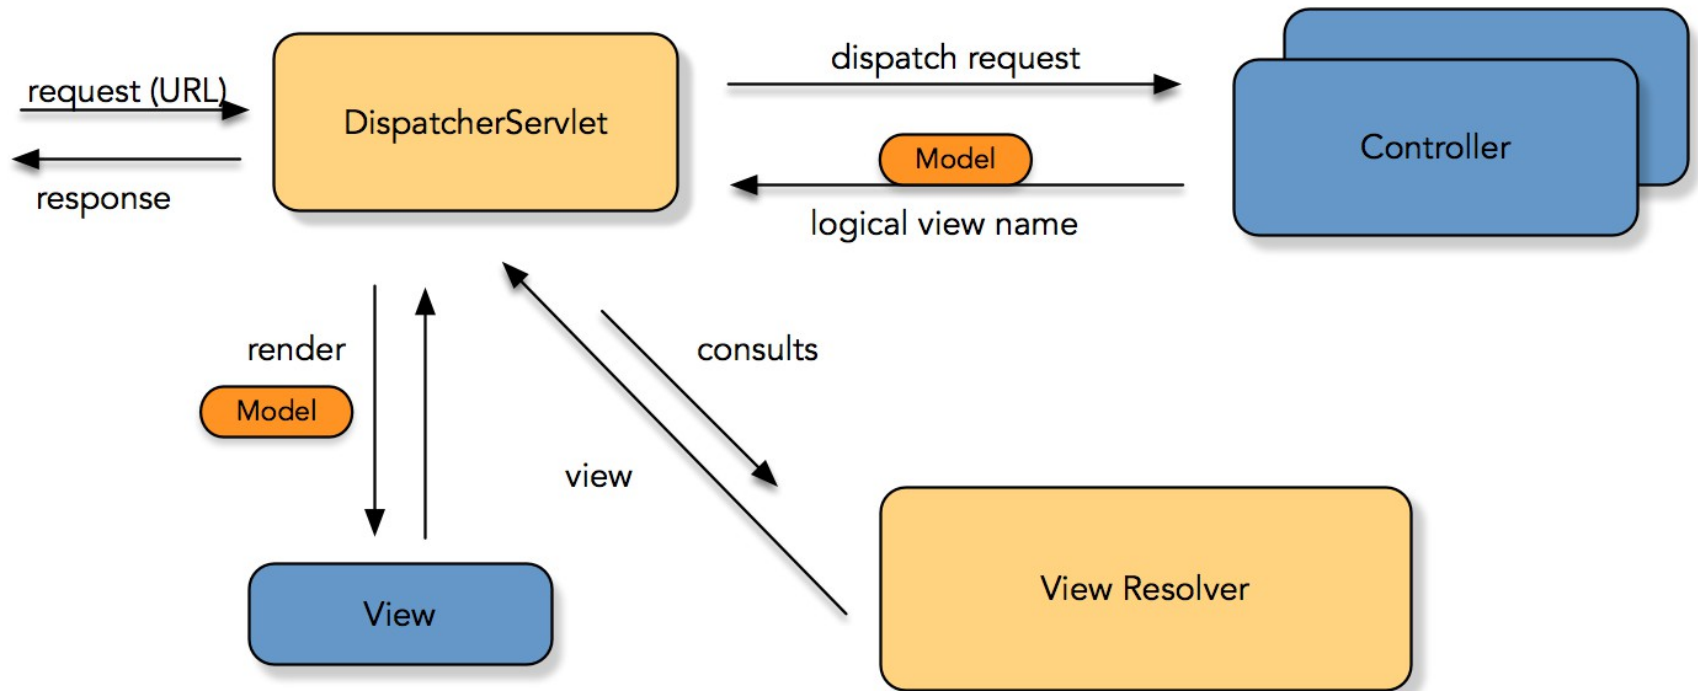 request (URL)
DispatcherServlet
dispatch request
Controller
Model
response
logical view name
render
consults
Model
view
View Resolver
View